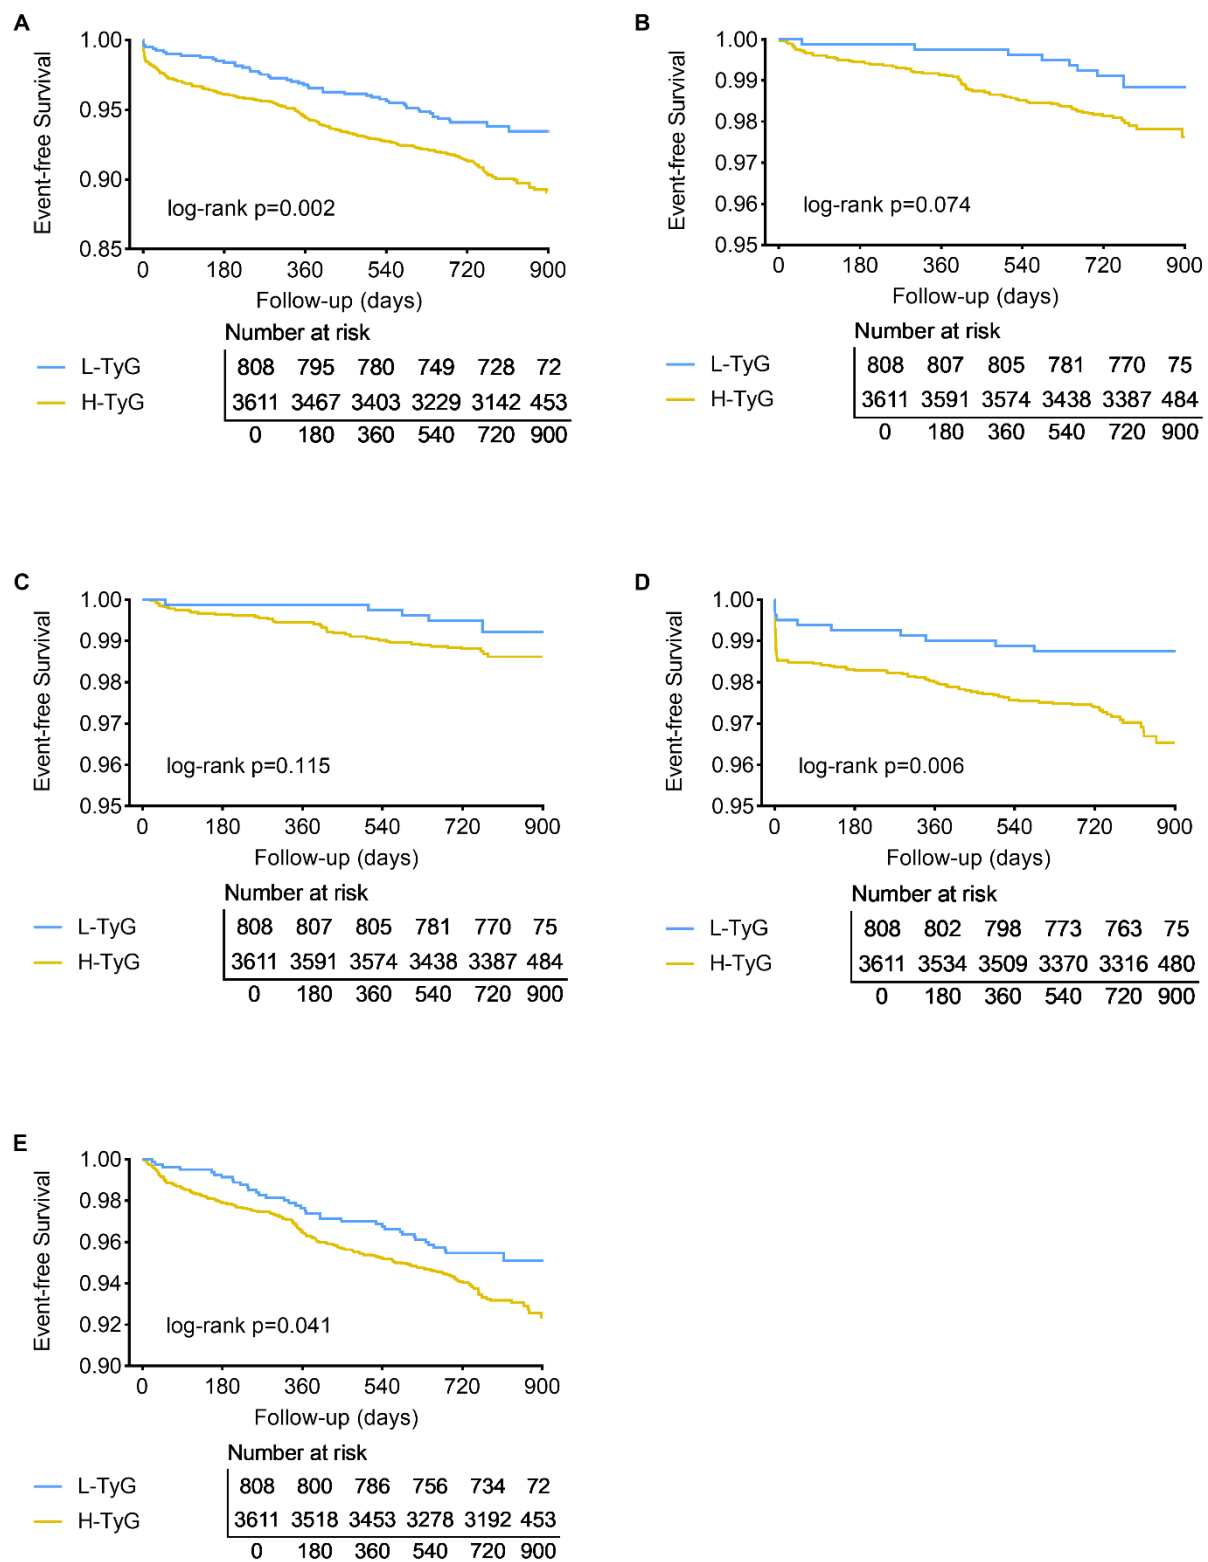 A
Event-free Survival
1.00
0.95
0.90
0.85
log-rank p=0.002
0 180 360 540 720 900
Follow-up (days)
Number at risk
L-TyG 808 795 780 749 728 72
H-TyG 3611 3467 3403 3229 3142 453
0 180 360 540 720 900
B
Event-free Survival
1.00
0.99
0.98
0.97
0.96
0.95
log-rank p=0.074
0 180 360 540 720 900
Follow-up (days)
Number at risk
L-TyG 808 807 805 781 770 75
H-TyG 3611 3591 3574 3438 3387 484
0 180 360 540 720 900
C
Event-free Survival
1.00
0.99
0.98
0.97
0.96
0.95
log-rank p=0.115
0 180 360 540 720 900
Follow-up (days)
Number at risk
L-TyG 808 807 805 781 770 75
H-TyG 3611 3591 3574 3438 3387 484
0 180 360 540 720 900
D
Event-free Survival
1.00
0.99
0.98
0.97
0.96
0.95
log-rank p=0.006
0 180 360 540 720 900
Follow-up (days)
Number at risk
L-TyG 808 802 798 773 763 75
H-TyG 3611 3534 3509 3370 3316 480
0 180 360 540 720 900
E
Event-free Survival
1.00
0.98
0.96
0.94
0.92
0.90
log-rank p=0.041
0 180 360 540 720 900
Follow-up (days)
Number at risk
L-TyG 808 800 786 756 734 72
H-TyG 3611 3518 3453 3278 3192 453
0 180 360 540 720 900